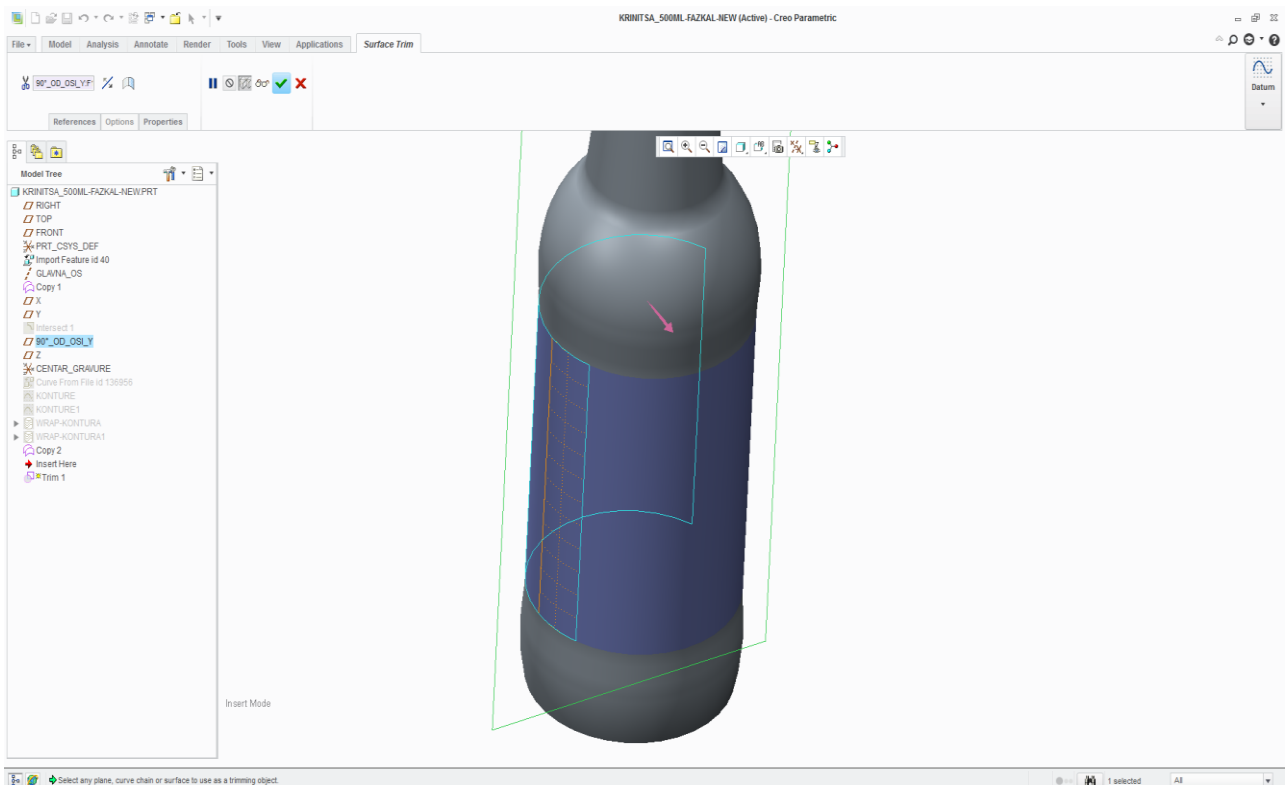 KRINITSA_500ML-FAZKAL-NEW (Active) - Creo Parametric
File Model Analysis Annotate Render Tools View Applications Surface Trim
90°_OD_OSI_Y:F
References Options Properties
Datum
Model Tree
KRINITSA_500ML-FAZKAL-NEW.PRT
RIGHT
TOP
FRONT
PRT_CSYS_DEF
Import Feature id 40
GLAVNA_OS
Copy 1
X
Y
Intersect 1
90°_OD_OSI_Y
Z
CENTAR_GRAVURE
Curve From File id 136956
KONTURE
KONTURE1
WRAP-KONTURA
WRAP-KONTURA1
Copy 2
Insert Here
Trim 1
Insert Mode
Select any plane, curve chain or surface to use as a trimming object.
1 selected
All